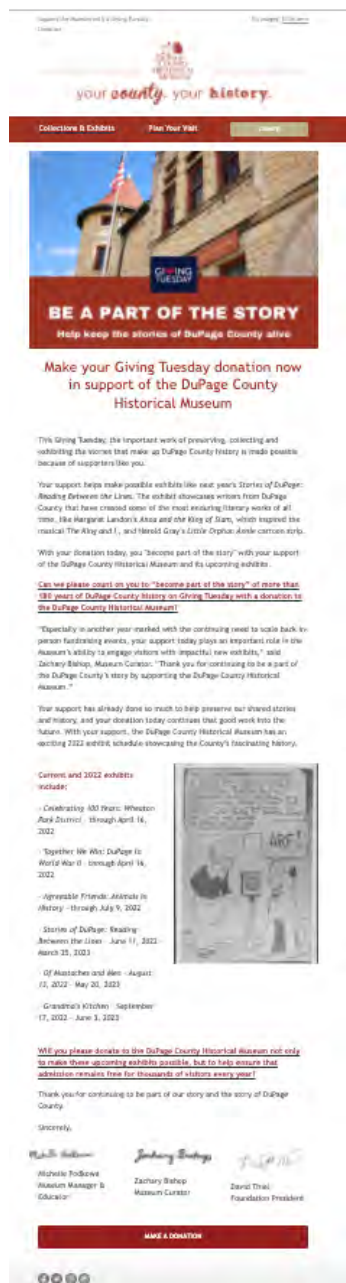 your county. your history.
Collections & Exhibits Plan Your Visit
GIVING
TUESDAY
BE A PART OF THE STORY
Help keep the stories of DuPage County alive
Make your Giving Tuesday donation now
in support of the DuPage County
Historical Museum
This Giving Tuesday, the important work of preserving, collecting and
exhibiting the stories that make up DuPage County history is made possible
because of supporters like you.
Your support helps make possible exhibits like next year's Stories of DuPage:
Reading Between the Lines. The exhibit showcases writers from DuPage
County that have created some of the most enduring literary works of all
time, like Margaret Landon's Anna and the King of Siam, which inspired the
musical The King and I, and Harold Gray's Little Orphan Annie cartoon strip.
With your donation today, you "become part of the story" with your support
of the DuPage County Historical Museum and its upcoming exhibits.
Can we please count on you to "become part of the story" of more than
180 years of DuPage County history on Giving Tuesday with a donation to
the DuPage County Historical Museum?
"Especially in another year marked with the continuing need to scale back in-
person fundraising events, your support today plays an important role in the
Museum's ability to engage visitors with impactful new exhibits," said
Zachary Bishop, Museum Curator. "Thank you for continuing to be a part of
the DuPage County's story by supporting the DuPage County Historical
Museum."
Your support has already done so much to help preserve our shared stories
and history, and your donation today continues that good work into the
future. With your support, the DuPage County Historical Museum has an
exciting 2022 exhibit schedule showcasing the County's fascinating history.
Current and 2022 exhibits
include:
- Celebrating 100 Years: Wheaton
Park District - through April 16,
2022
- Together We Win: DuPage in
World War II - through April 16,
2022
- Agreeable Friends: Animals in
History - through July 9, 2022
- Stories of DuPage: Reading
Between the Lines - June 11, 2022 -
March 25, 2023
- Of Mustaches and Men - August
13, 2022 - May 20, 2023
- Grandma's Kitchen - September
17, 2022 - June 3, 2023
ARF!
Will you please donate to the DuPage County Historical Museum not only
to make these upcoming exhibits possible, but to help ensure that
admission remains free for thousands of visitors every year?
Thank you for continuing to be part of our story and the story of DuPage
County.
Sincerely,
Michelle Podkowa
Museum Manager &
Educator
Zachary Bishop
Museum Curator
David Thiel
Foundation President
MAKE A DONATION